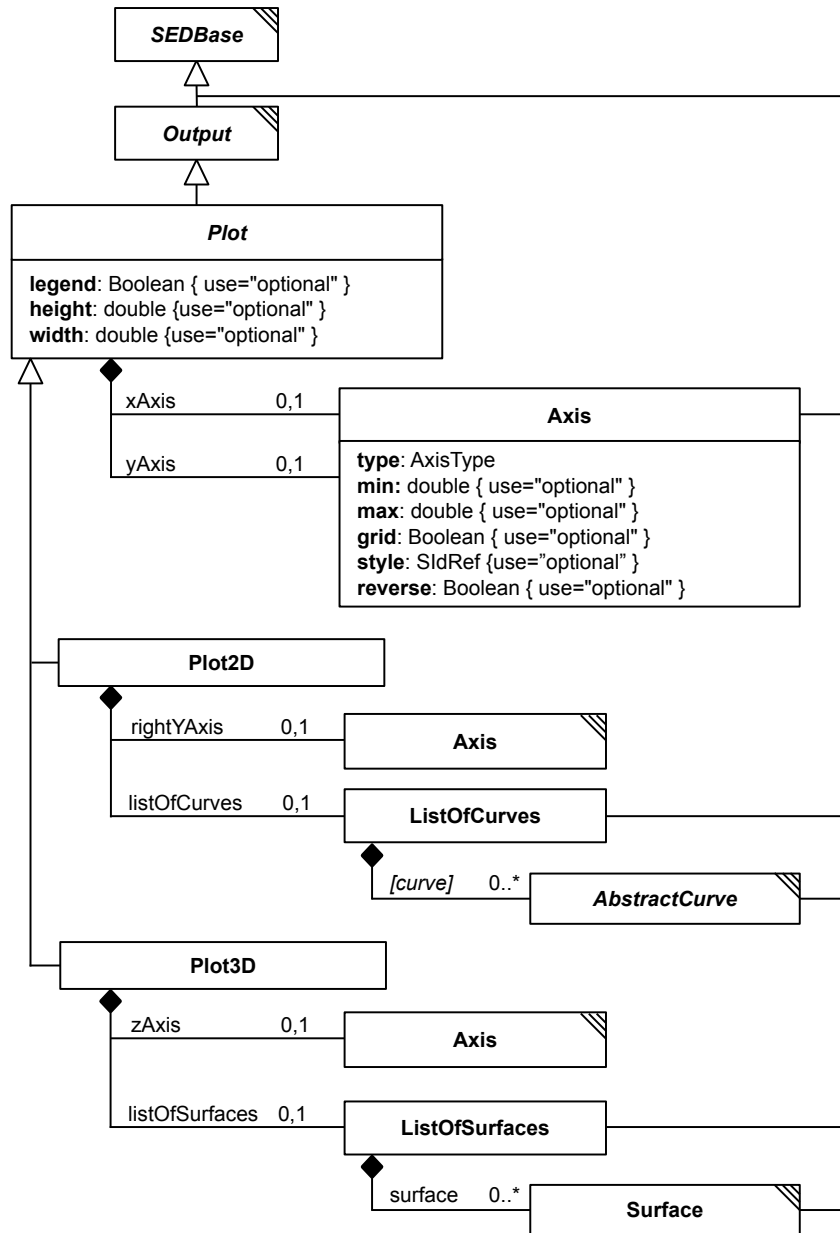 SEDBase
Output
Plot
legend: Boolean { use="optional" }
height: double {use="optional" }
width: double {use="optional" }
xAxis 0,1
Axis
yAxis 0,1
type: AxisType
min: double { use="optional" }
max: double { use="optional" }
grid: Boolean { use="optional" }
style: SIdRef {use=”optional” }
reverse: Boolean { use="optional" }
Plot2D
rightYAxis 0,1
Axis
listOfCurves 0,1
ListOfCurves
[curve] 0..*
AbstractCurve
Plot3D
zAxis 0,1
Axis
listOfSurfaces 0,1
ListOfSurfaces
surface 0..*
Surface